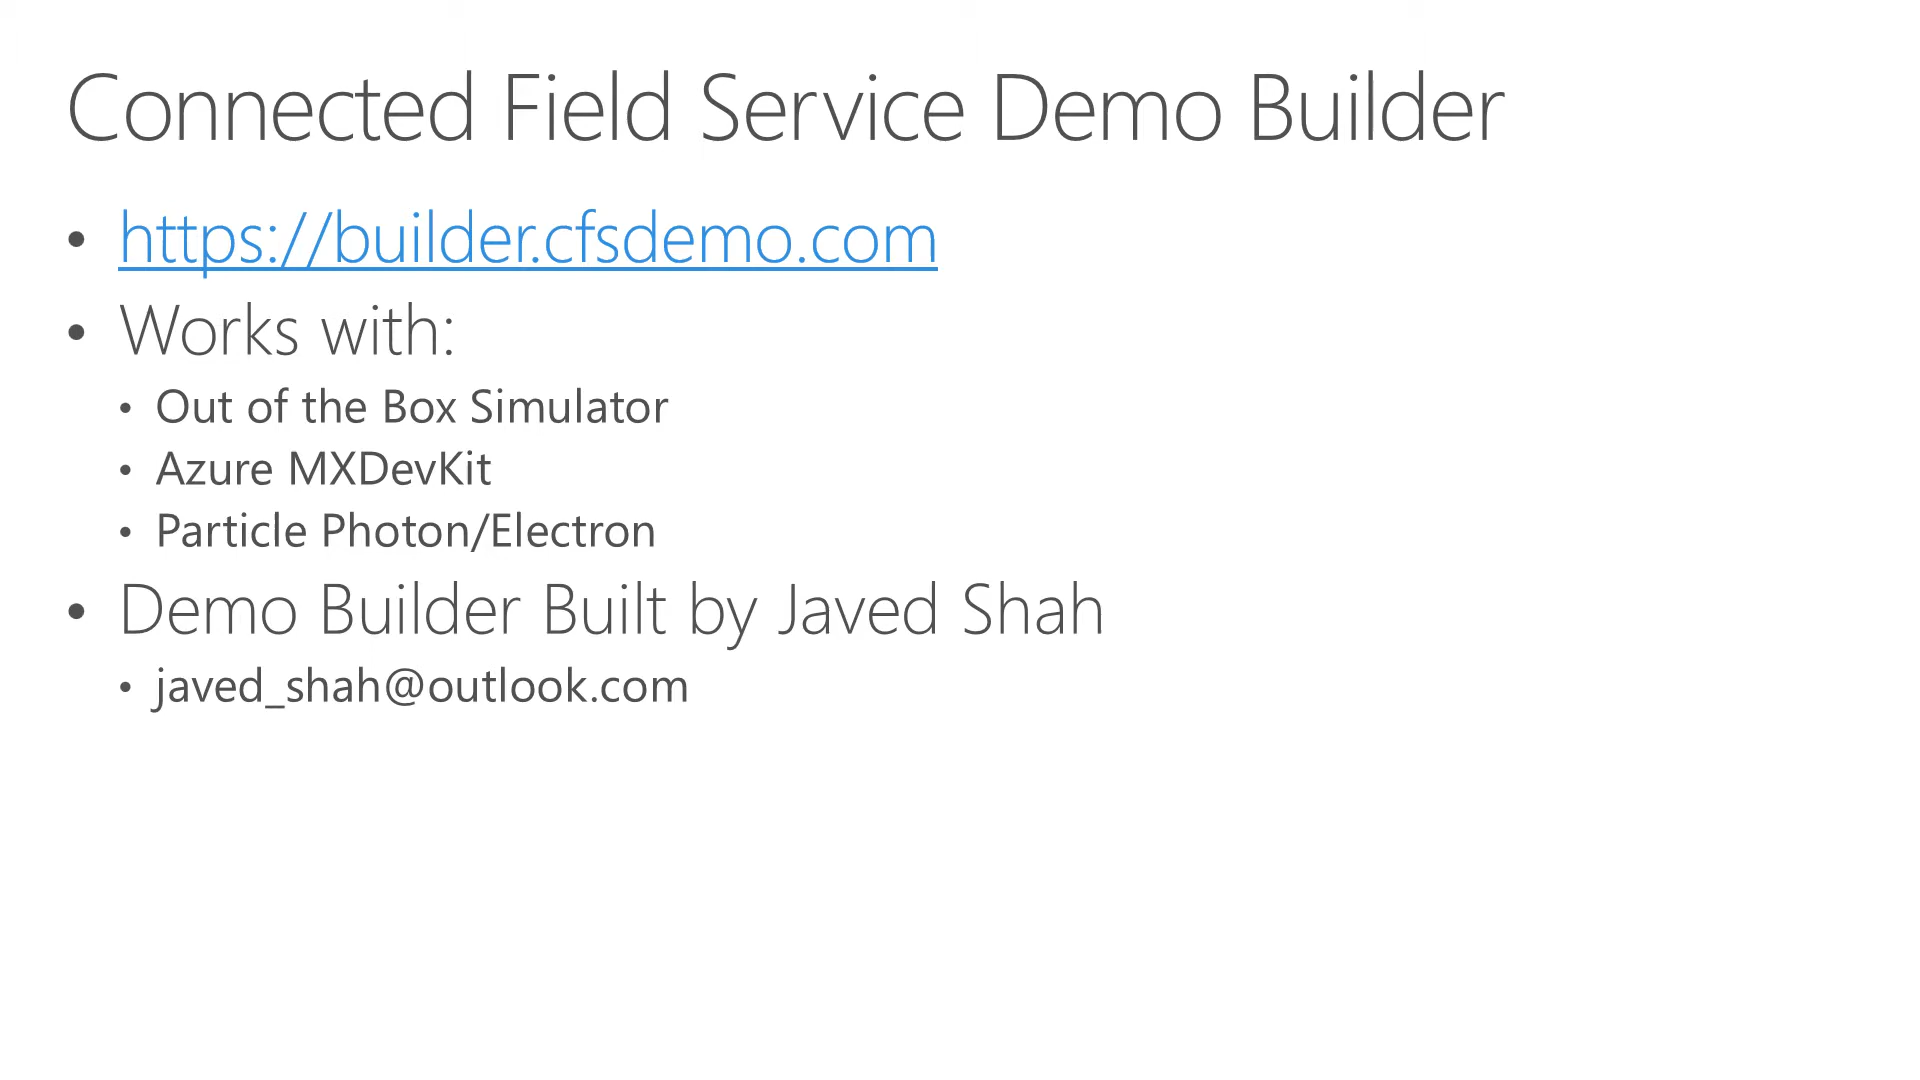 Connected Field Service Demo Builder
• https://builder.cfsdemo.com
• Works with:
• Out of the Box Simulator
• Azure MXDevKit
• Particle Photon/Electron
• Demo Builder Built by Javed Shah
• javed_shah@outlook.com